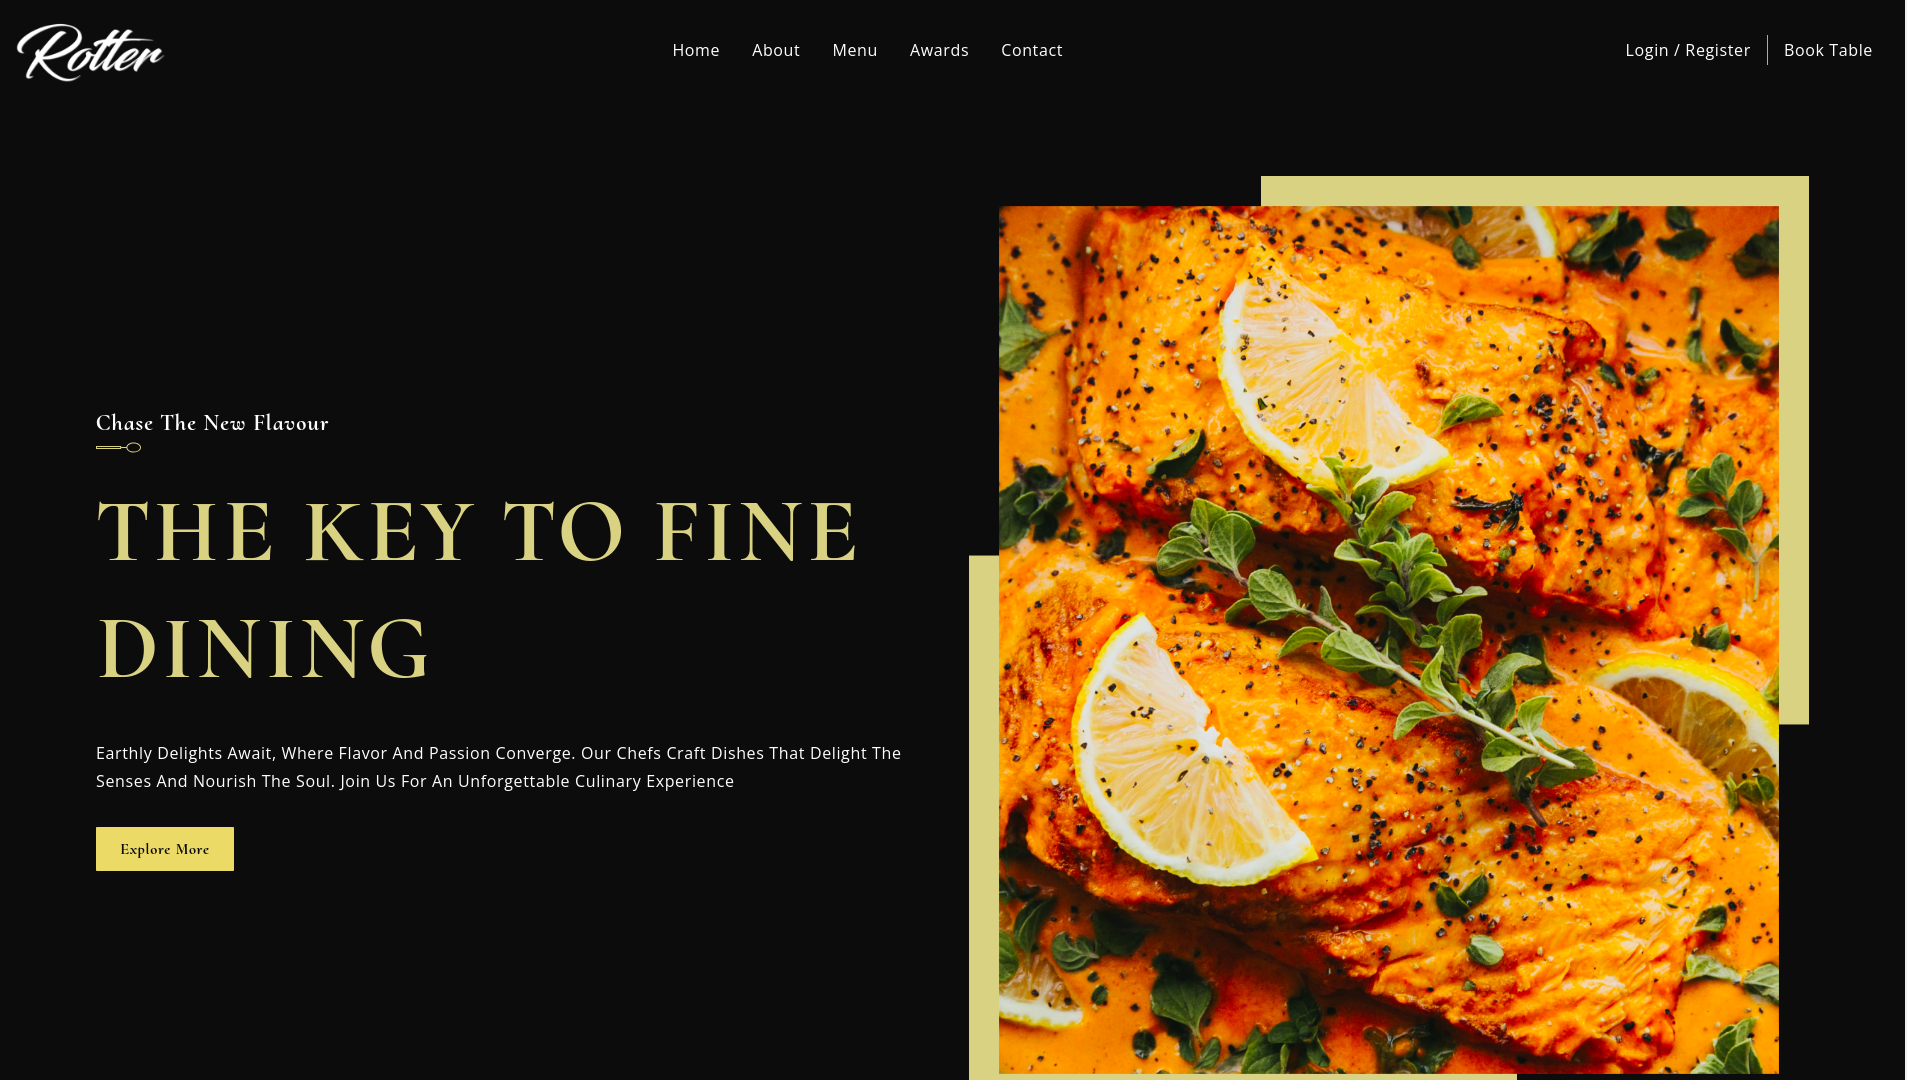 Rotter
Home
About
Menu
Awards
Contact
Login / Register
Book Table
Chase The New Flavour
THE KEY TO FINE
DINING
Earthly Delights Await, Where Flavor And Passion Converge. Our Chefs Craft Dishes That Delight The
Senses And Nourish The Soul. Join Us For An Unforgettable Culinary Experience
Explore More